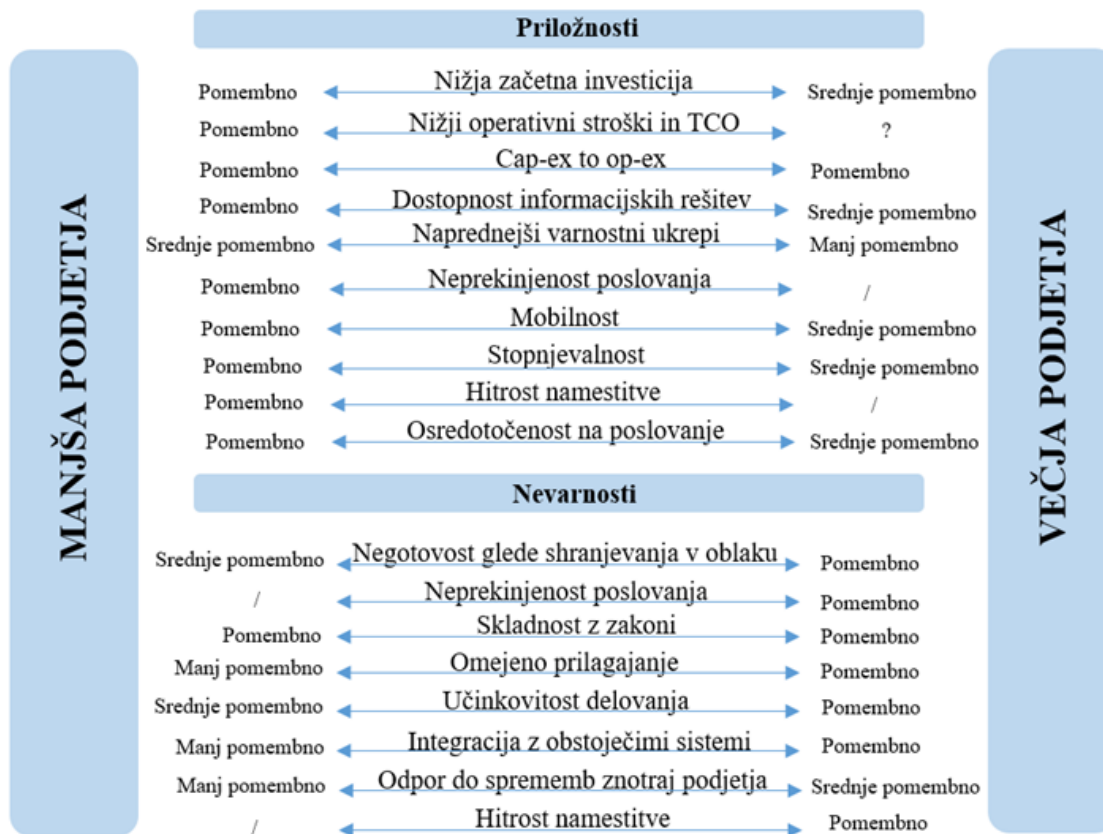 Priložnosti
MANJŠA PODJETJA
VEČJA PODJETJA
Pomembno Nižja začetna investicija Srednje pomembno
Pomembno Nižji operativni stroški in TCO ?
Pomembno Cap-ex to op-ex Pomembno
Pomembno Dostopnost informacijskih rešitev Srednje pomembno
Srednje pomembno Naprednejši varnostni ukrepi Manj pomembno
Pomembno Neprekinjenost poslovanja /
Pomembno Mobilnost Srednje pomembno
Pomembno Stopnjevalnost Srednje pomembno
Pomembno Hitrost namestitve /
Pomembno Osredotočenost na poslovanje Srednje pomembno
Nevarnosti
Srednje pomembno Negotovost glede shranjevanja v oblaku Pomembno
/ Neprekinjenost poslovanja Pomembno
Pomembno Skladnost z zakoni Pomembno
Manj pomembno Omejeno prilagajanje Pomembno
Srednje pomembno Učinkovitost delovanja Pomembno
Manj pomembno Integracija z obstoječimi sistemi Pomembno
Manj pomembno Odpor do sprememb znotraj podjetja Srednje pomembno
/ Hitrost namestitve Pomembno